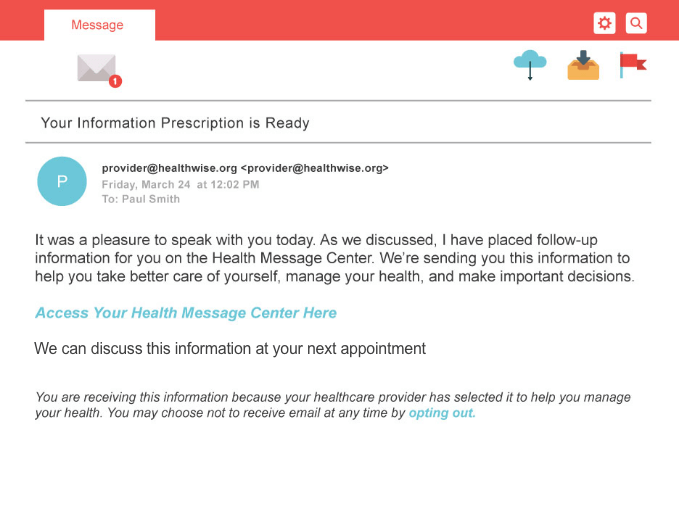 Message
1
Your Information Prescription is Ready
P
provider@healthwise.org <provider@healthwise.org>
Friday, March 24 at 12:02 PM
To: Paul Smith
It was a pleasure to speak with you today. As we discussed, I have placed follow-up
information for you on the Health Message Center. We’re sending you this information to
help you take better care of yourself, manage your health, and make important decisions.
Access Your Health Message Center Here
We can discuss this information at your next appointment
You are receiving this information because your healthcare provider has selected it to help you manage
your health. You may choose not to receive email at any time by opting out.